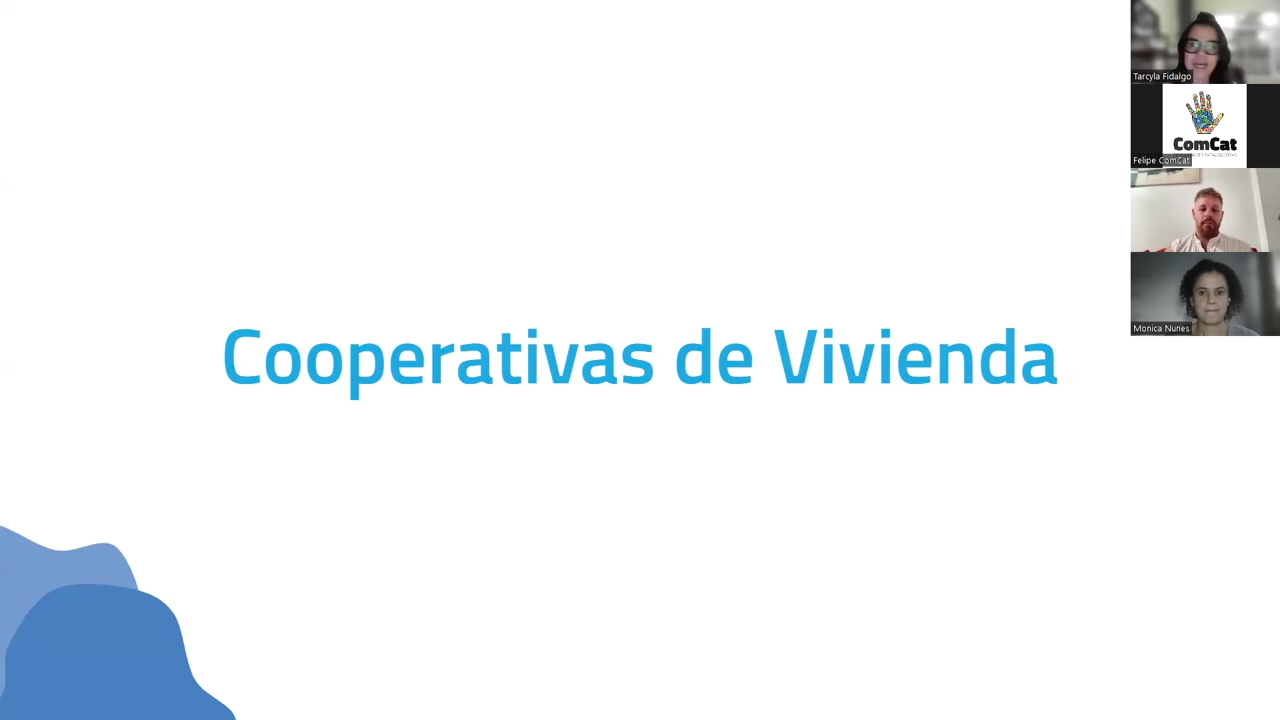 Cooperativas de Vivienda
Tarcyla Fidalgo
ComCat
Felipe ComCat
Monica Nunes